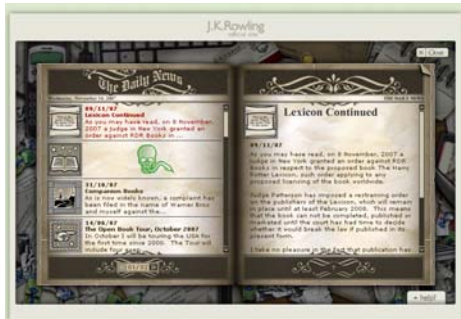 J.K.Rowling
official site
Close
The Daily News
THE DAILY NEWS
09/11/07
Lexicon Continued
As you may have read, on 9 November,
2007 a judge in New York granted an
order against RDR Books in ...
31/10/07
Companion Books
As is now widely known, a complaint has
been filed in the name of Warner Bros
and myself against the...
14/06/07
The Open Book Tour, October 2007
In October I will be touring the USA for
the first time since 2000. The Tour will
include four
Lexicon Continued
09/11/07
As you may have read, on 9 November,
2007 a judge in New York granted an order
against RDR Books in respect to the proposed book The Harry
Potter Lexicon, such order applying to any
proposed licensing of the book worldwide.
Judge Patterson has imposed a restraining order
on the publishers of the Lexicon, which will remain
in place until at least February 2008. This means
that the book can not be completed, published or
marketed until the court has had time to decide
whether it would break the law if published in its
present form.
I take no pleasure in the fact that publication has
help?